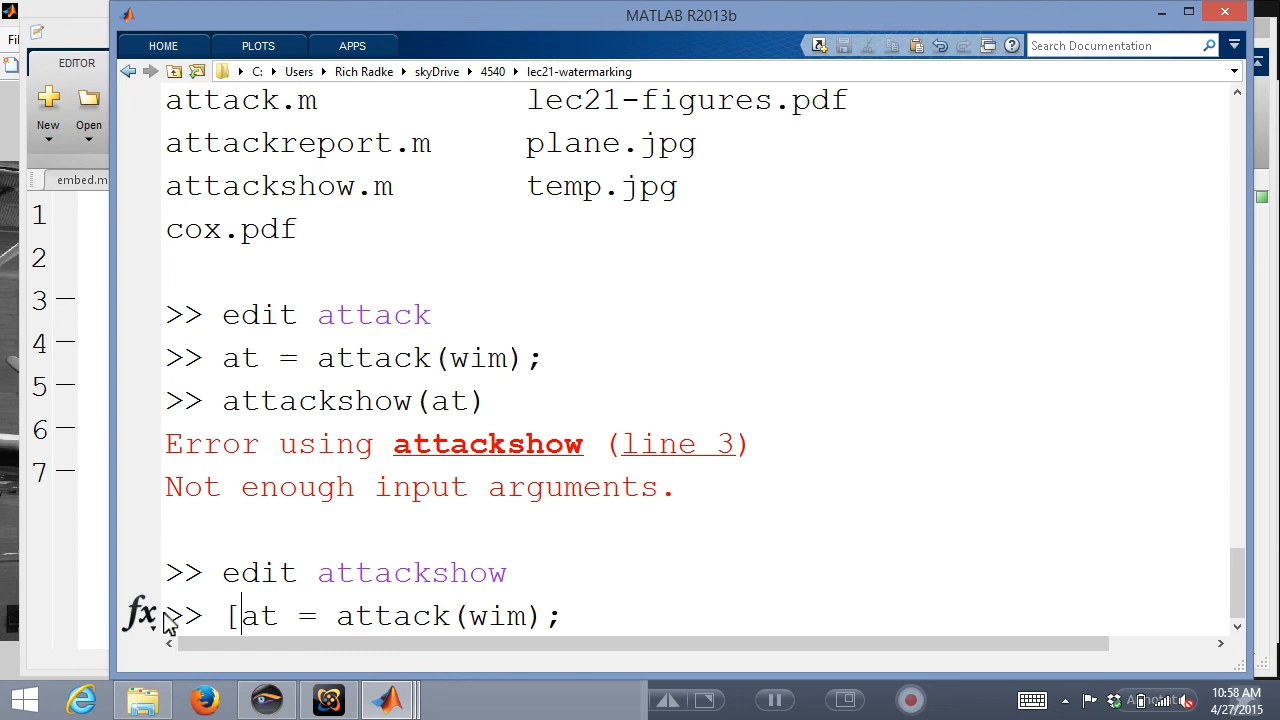 MATLAB R2013b
Fil
HOME PLOTS APPS
Search Documentation
EDITOR
C: Users Rich Radke skyDrive 4540 lec21-watermarking
New Open
embed.m
attack.m lec21-figures.pdf
attackreport.m plane.jpg
attackshow.m temp.jpg
cox.pdf
1
2
3
4
5
6
7
>> edit attack
>> at = attack(wim);
>> attackshow(at)
Error using attackshow (line 3)
Not enough input arguments.
>> edit attackshow
fx >> [at = attack(wim);
10:58 AM
4/27/2015